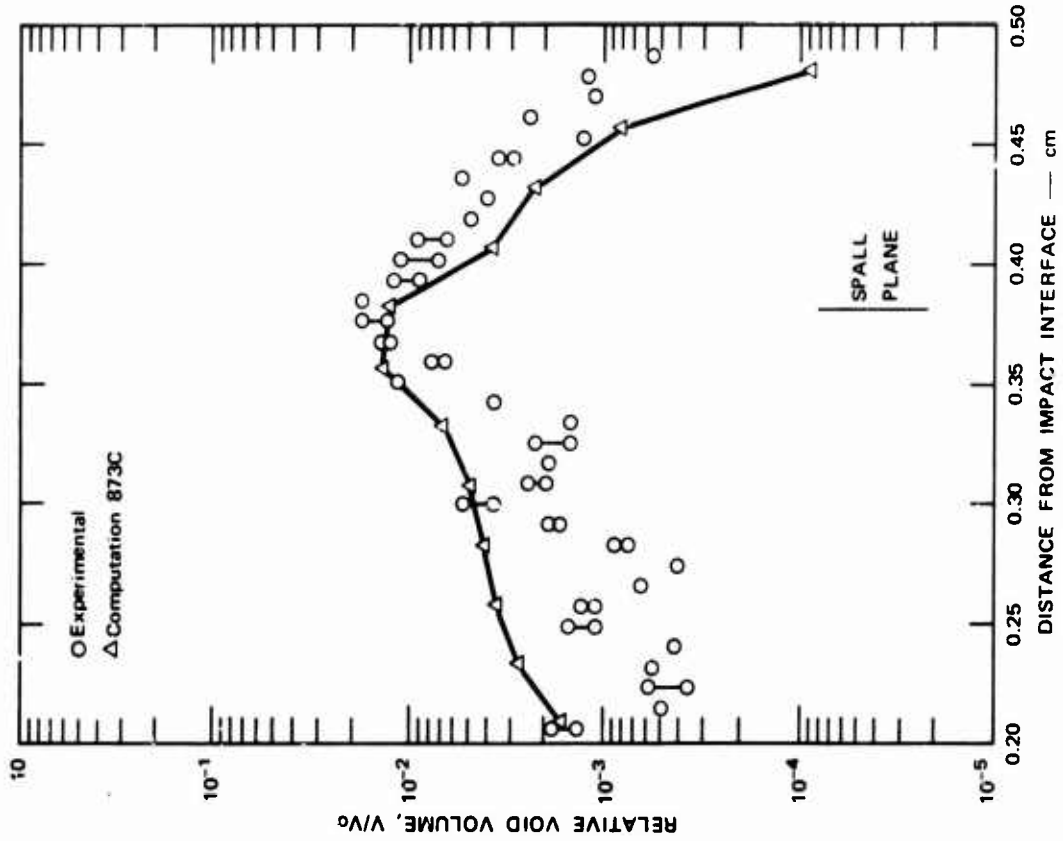 RELATIVE VOID VOLUME, V/Vo
10
10-1
10-2
10-3
10-4
10-5
O Experimental
Δ Computation 873C
SPALL
PLANE
0.20
0.25
0.30
0.35
0.40
0.45
0.50
DISTANCE FROM IMPACT INTERFACE — cm